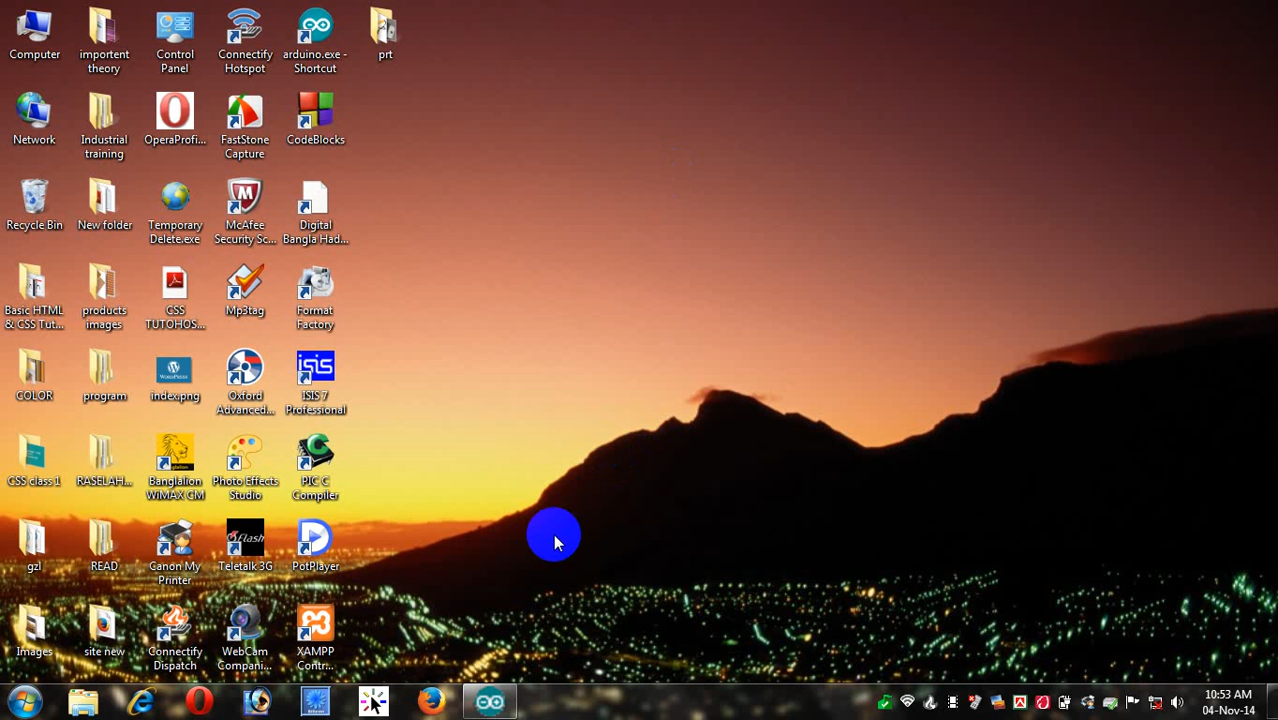 Computer
importent
theory
Control
Panel
Connectify
Hotspot
arduino.exe -
Shortcut
prt
Network
Industrial
training
OperaProfi...
FastStone
Capture
CodeBlocks
Recycle Bin
New folder
Temporary
Delete.exe
McAfee
Security Sc...
Digital
Bangla Had...
Basic HTML
& CSS Tut...
products
images
CSS
TUTOHOS...
Mp3tag
Format
Factory
COLOR
program
index.png
Oxford
Advanced...
ISIS 7
Professional
CSS class 1
RASELAH...
Banglalion
WiMAX CM
Photo Effects
Studio
PIC C
Compiler
gzl
READ
Canon My
Printer
Teletalk 3G
PotPlayer
Images
site new
Connectify
Dispatch
WebCam
Compani...
XAMPP
Contr...
10:53 AM
04-Nov-14